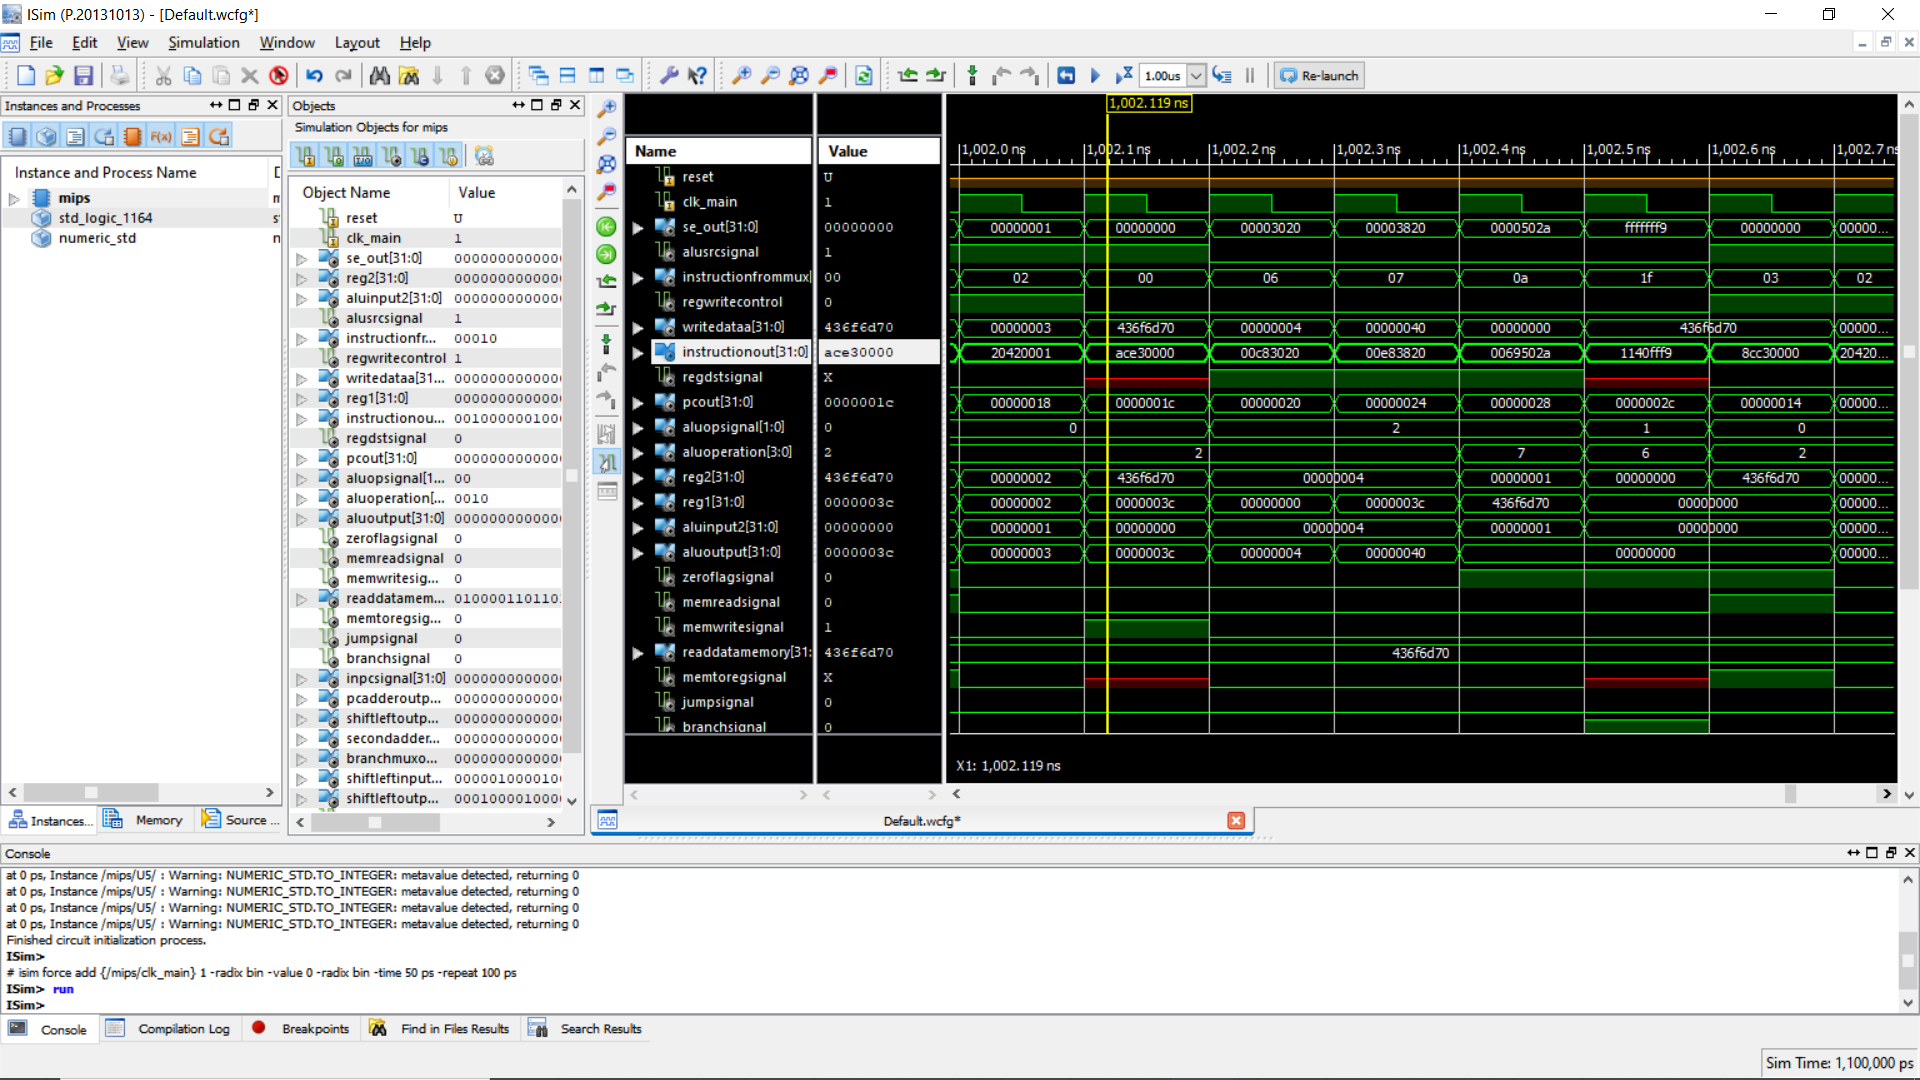 ISim (P.20131013) - [Default.wcfg*]
File Edit View Simulation Window Layout Help
1.00us Re-launch
Instances and Processes
F(x)
Instance and Process Name
mips
std_logic_1164
numeric_std
Instances... Memory Source ...
Objects
Simulation Objects for mips
Object Name Value
reset U
clk_main 1
se_out[31:0] 0000000000000
reg2[31:0] 0000000000000
aluinput2[31:0] 0000000000000
alusrcsignal 1
instructionfr... 00010
regwritecontrol 1
writedataa[31... 0000000000000
reg1[31:0] 0000000000000
instructionou... 0010000100001
regdstsignal 0
pcout[31:0] 0000000000000
aluopsignal[1... 00
aluoperation[... 0010
aluoutput[31:0] 0000000000000
zeroflagsignal 0
memreadsignal 0
memwritesig... 0
readdatamem... 010000110110
memtoregsig... 0
jumpsignal 0
branchsignal 0
inpcsignal[31:0] 0000000000000
pcadderoutp... 0000000000000
shiftleftoutp... 0000000000000
secondadder... 0000000000000
branchmuxo... 0000000000000
shiftleftinput... 000001000010
shiftleftoutp... 000100001000
1,002.119 ns
Name Value
1,002.0 ns 1,002.1 ns 1,002.2 ns 1,002.3 ns 1,002.4 ns 1,002.5 ns 1,002.6 ns 1,002.7 ns
reset U
clk_main 1
se_out[31:0] 00000000 00000001 00000000 00003020 00003820 0000502a fffffff9 00000000 00000...
alusrcsignal 1
instructionfrommux[ 00 02 00 06 07 0a 1f 03 02
regwritecontrol 0
writedataa[31:0] 436f6d70 00000003 436f6d70 00000004 00000040 00000000 436f6d70 00000...
instructionout[31:0] ace30000 20420001 ace30000 00c83020 00e83820 0069502a 1140fff9 8cc30000 20420...
regdstsignal X
pcout[31:0] 0000001c 00000018 0000001c 00000020 00000024 00000028 0000002c 00000014 00000...
aluopsignal[1:0] 0 0 2 1 0
aluoperation[3:0] 2 2 7 6 2
reg2[31:0] 436f6d70 00000002 436f6d70 00000004 00000001 00000000 436f6d70 00000...
reg1[31:0] 0000003c 00000002 0000003c 00000000 0000003c 436f6d70 00000000 00000...
aluinput2[31:0] 00000000 00000001 00000000 00000004 00000001 00000000 00000...
aluoutput[31:0] 0000003c 00000003 0000003c 00000004 00000040 00000000 00000...
zeroflagsignal 0
memreadsignal 0
memwritesignal 1
readdatamemory[31: 436f6d70 436f6d70
memtoregsignal X
jumpsignal 0
branchsignal 0
X1: 1,002.119 ns
Default.wcfg*
Console
at 0 ps, Instance /mips/U5/ : Warning: NUMERIC_STD.TO_INTEGER: metavalue detected, returning 0
at 0 ps, Instance /mips/U5/ : Warning: NUMERIC_STD.TO_INTEGER: metavalue detected, returning 0
at 0 ps, Instance /mips/U5/ : Warning: NUMERIC_STD.TO_INTEGER: metavalue detected, returning 0
at 0 ps, Instance /mips/U5/ : Warning: NUMERIC_STD.TO_INTEGER: metavalue detected, returning 0
Finished circuit initialization process.
ISim>
# isim force add {/mips/clk_main} 1 -radix bin -value 0 -radix bin -time 50 ps -repeat 100 ps
ISim> run
ISim>
Console Compilation Log Breakpoints Find in Files Results Search Results
Sim Time: 1,100,000 ps